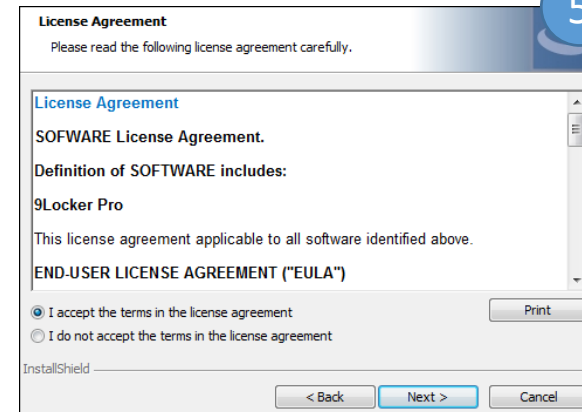 5
License Agreement
Please read the following license agreement carefully.
License Agreement
SOFWARE License Agreement.
Definition of SOFTWARE includes:
9Locker Pro
This license agreement applicable to all software identified above.
END-USER LICENSE AGREEMENT ("EULA")
I accept the terms in the license agreement
Print
I do not accept the terms in the license agreement
InstallShield
< Back
Next >
Cancel